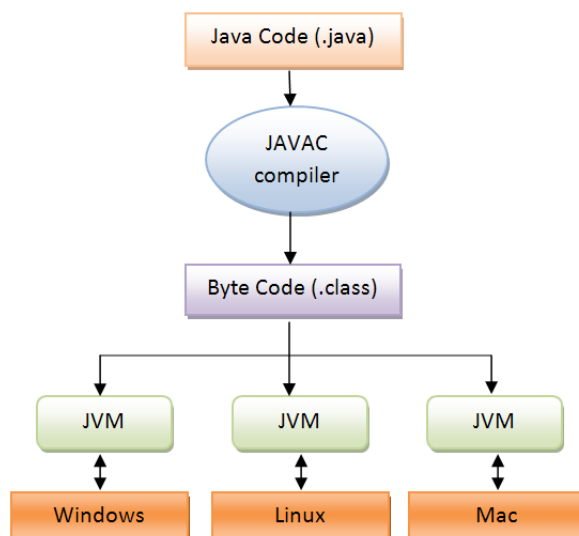 Java Code (.java)
JAVAC
compiler
Byte Code (.class)
JVM
JVM
JVM
Windows
Linux
Mac